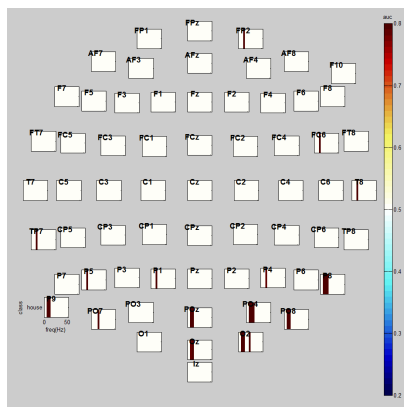 auc
FP1 FPz FP2 0.8
AF7 AF3 AFz AF4 AF8 F10
F7 F5 F3 F1 Fz F2 F4 F6 F8 0.7
FT7 FC5 FC3 FC1 FCz FC2 FC4 FC6 FT8 0.6
T7 C5 C3 C1 Cz C2 C4 C6 T8 0.5
TP7 CP5 CP3 CP1 CPz CP2 CP4 CP6 TP8 0.4
P7 P5 P3 P1 Pz P2 P4 P6 P8
P9 0.3
class house
0 50
freq(Hz)
PO7 PO3 POz PO4 PO8
O1 Oz O2
Iz 0.2